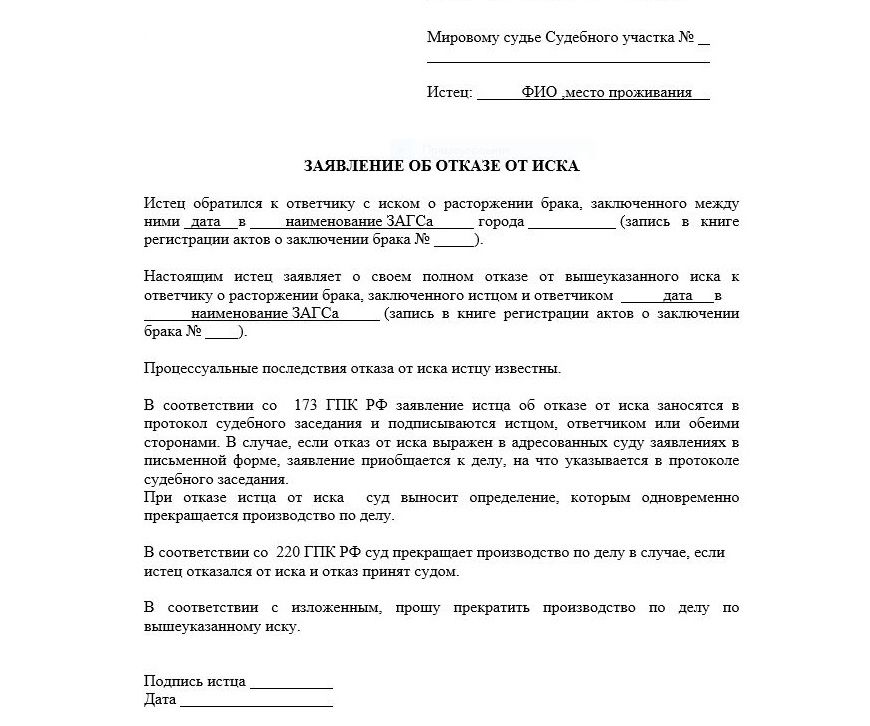 Мировому судье Судебного участка № __
Истец: ______ФИО ,место проживания__
ЗАЯВЛЕНИЕ ОБ ОТКАЗЕ ОТ ИСКА
Истец обратился к ответчику с иском о расторжении брака, заключенного между
ними _дата__в _____наименование ЗАГСа_____ города ___________ (запись в книге
регистрации актов о заключении брака № _____).
Настоящим истец заявляет о своем полном отказе от вышеуказанного иска к
ответчику о расторжении брака, заключенного истцом и ответчиком ______дата___в
______наименование ЗАГСа_____ (запись в книге регистрации актов о заключении
брака № ____).
Процессуальные последствия отказа от иска истцу известны.
В соответствии со 173 ГПК РФ заявление истца об отказе от иска заносятся в
протокол судебного заседания и подписываются истцом, ответчиком или обеими
сторонами. В случае, если отказ от иска выражен в адресованных суду заявлениях в
письменной форме, заявление приобщается к делу, на что указывается в протоколе
судебного заседания.
При отказе истца от иска суд выносит определение, которым одновременно
прекращается производство по делу.
В соответствии со 220 ГПК РФ суд прекращает производство по делу в случае, если
истец отказался от иска и отказ принят судом.
В соответствии с изложенным, прошу прекратить производство по делу по
вышеуказанному иску.
Подпись истца ___________
Дата ____________________